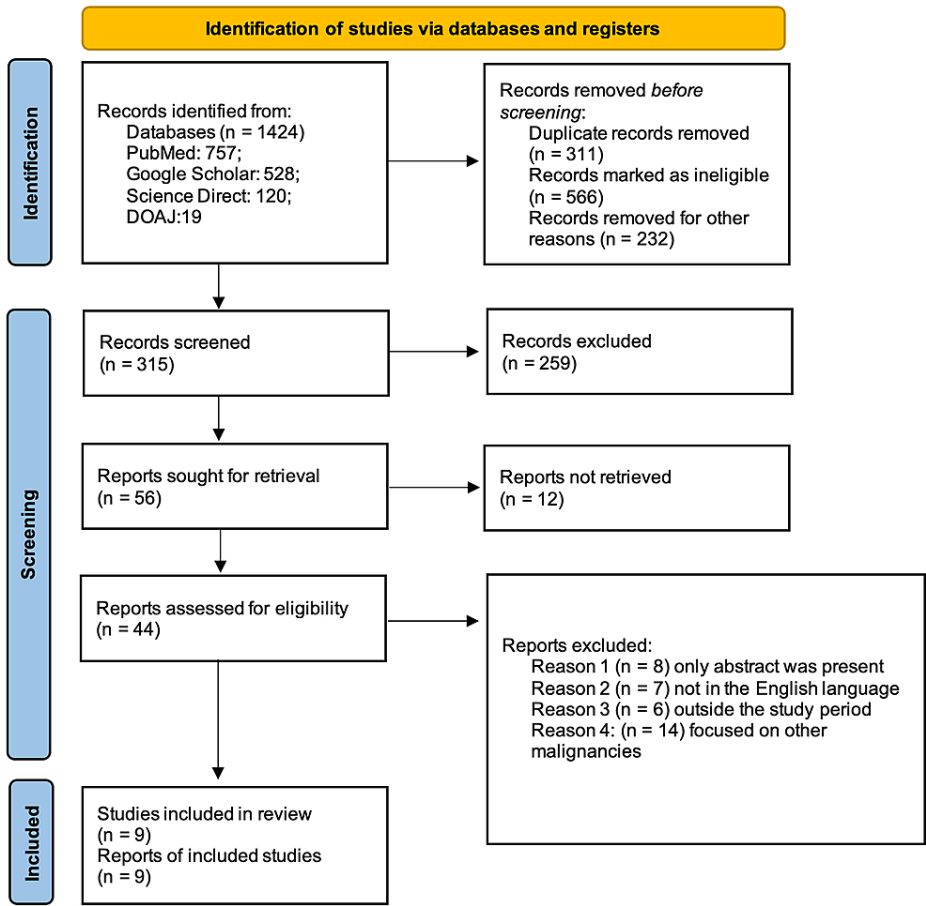 Identification of studies via databases and registers
Identification
Records identified from:
Databases (n = 1424)
PubMed: 757;
Google Scholar: 528;
Science Direct: 120;
DOAJ:19
Records removed before
screening:
Duplicate records removed
(n = 311)
Records marked as ineligible
(n = 566)
Records removed for other
reasons (n = 232)
Screening
Records screened
(n = 315)
Records excluded
(n = 259)
Reports sought for retrieval
(n = 56)
Reports not retrieved
(n = 12)
Reports assessed for eligibility
(n = 44)
Reports excluded:
Reason 1 (n = 8) only abstract was present
Reason 2 (n = 7) not in the English language
Reason 3 (n = 6) outside the study period
Reason 4: (n = 14) focused on other
malignancies
Included
Studies included in review
(n = 9)
Reports of included studies
(n = 9)